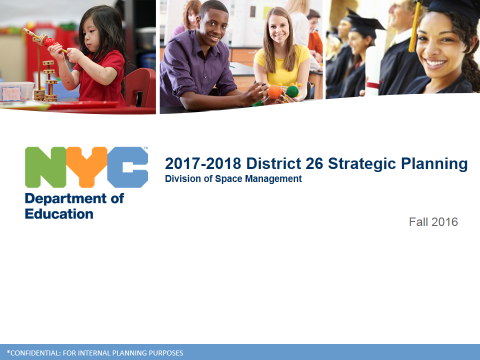 2017-2018 District 26 Strategic Planning
Division of Space Management
NYC
Department of
Education
Fall 2016
*CONFIDENTIAL: FOR INTERNAL PLANNING PURPOSES